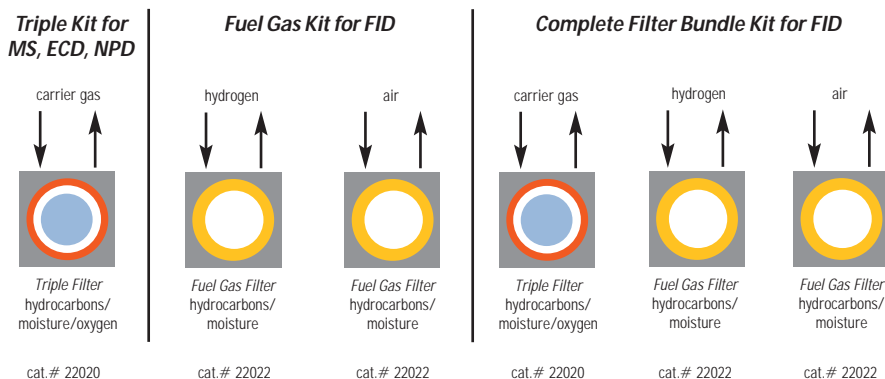 Triple Kit for
MS, ECD, NPD
carrier gas
Triple Filter
hydrocarbons/
moisture/oxygen
cat.# 22020
Fuel Gas Kit for FID
hydrogen
Fuel Gas Filter
hydrocarbons/
moisture
cat.# 22022
air
Fuel Gas Filter
hydrocarbons/
moisture
cat.# 22022
Complete Filter Bundle Kit for FID
carrier gas
Triple Filter
hydrocarbons/
moisture/oxygen
cat.# 22020
hydrogen
Fuel Gas Filter
hydrocarbons/
moisture
cat.# 22022
air
Fuel Gas Filter
hydrocarbons/
moisture
cat.# 22022